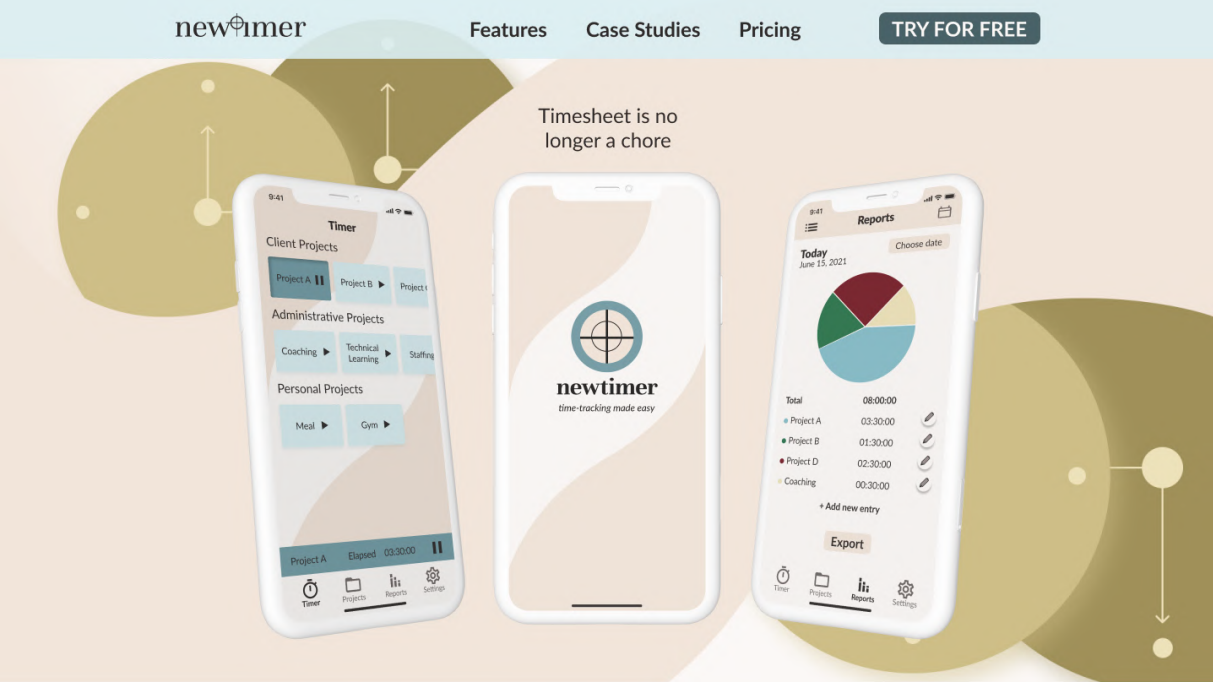 newtimer
Features
Case Studies
Pricing
TRY FOR FREE
Timesheet is no
longer a chore
9:41
Timer
Client Projects
Project A
Project B
Project
Administrative Projects
Coaching
Technical
Learning
Staffing
Personal Projects
Meal
Gym
Project A Elapsed 03:30:00
Timer
Projects
Reports
Settings
newtimer
time-tracking made easy
9:41
Reports
Today
Choose date
June 15, 2021
Total 08:00:00
Project A 03:30:00
Project B 01:30:00
Project D 02:30:00
Coaching 00:30:00
+ Add new entry
Export
Timer
Projects
Reports
Settings